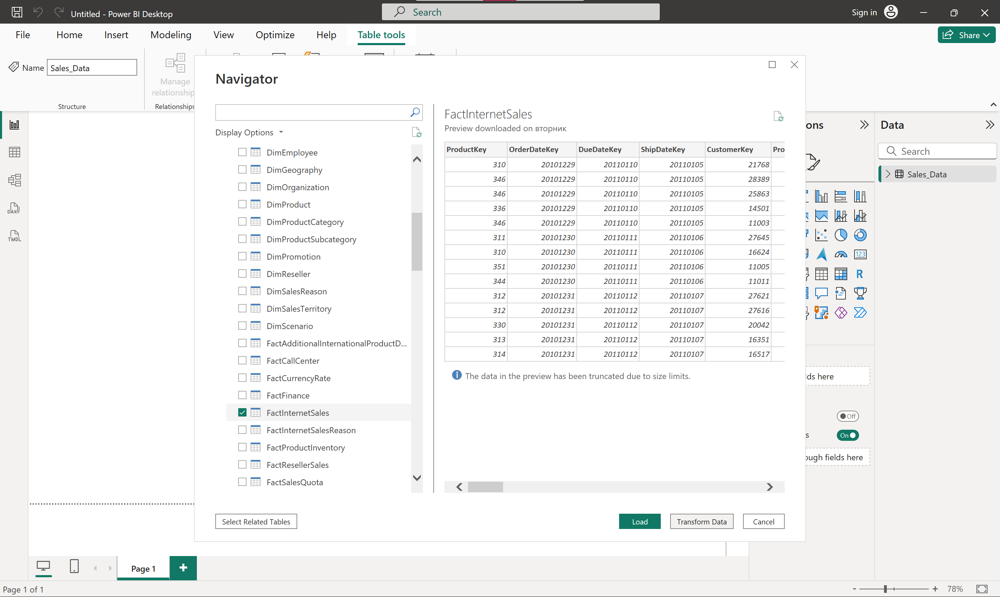 Untitled - Power BI Desktop
Search
Sign in
File
Home
Insert
Modeling
View
Optimize
Help
Table tools
Share
Name
Sales_Data
Manage
relationship
Structure
Relationships
Navigator
Display Options
DimEmployee
DimGeography
DimOrganization
DimProduct
DimProductCategory
DimProductSubcategory
DimPromotion
DimReseller
DimSalesReason
DimSalesTerritory
DimScenario
FactAdditionalInternationalProductD...
FactCallCenter
FactCurrencyRate
FactFinance
FactInternetSales
FactInternetSalesReason
FactProductInventory
FactResellerSales
FactSalesQuota
FactInternetSales
Preview downloaded on вторник
ProductKey OrderDateKey DueDateKey ShipDateKey CustomerKey Pro
310 20101229 20110110 20110105 21768
346 20101229 20110110 20110105 28389
346 20101229 20110110 20110105 25863
336 20101229 20110110 20110105 14501
346 20101229 20110110 20110105 11003
311 20101230 20110111 20110106 27645
310 20101230 20110111 20110106 16624
351 20101230 20110111 20110106 11005
344 20101230 20110111 20110106 11011
312 20101231 20110112 20110107 27621
312 20101231 20110112 20110107 27616
330 20101231 20110112 20110107 20042
313 20101231 20110112 20110107 16351
314 20101231 20110112 20110107 16517
The data in the preview has been truncated due to size limits.
Select Related Tables
Load
Transform Data
Cancel
ons
123
R
ds here
Off
s
On
ough fields here
Data
Search
Sales_Data
DAX
TMDL
Page 1
Page 1 of 1
78%